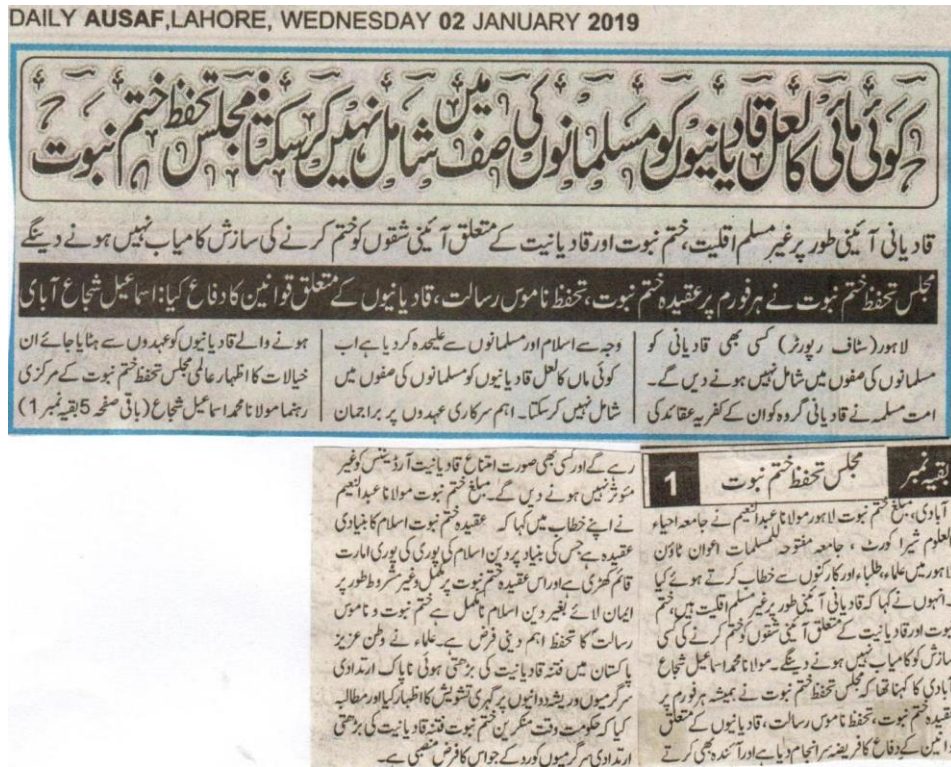 DAILY AUSAF,LAHORE, WEDNESDAY 02 JANUARY 2019
کوئی مائی کا لعل قادیانیوں کو مسلمانوں کی صف میں شامل نہیں کرسکتا: مجلس تحفظ ختم نبوت
قادیانی آئینی طور پر غیر مسلم اقلیت، ختم نبوت اور قادیانیت کے متعلق آئینی شقوں کو ختم کرنے کی سازش کامیاب نہیں ہونے دینگے
مجلس تحفظ ختم نبوت نے ہر فورم پر عقیدہ ختم نبوت، تحفظ ناموس رسالت، قادیانیوں کے متعلق قوانین کا دفاع کیا: اسماعیل شجاع آبادی
لاہور (سٹاف رپورٹر) کسی بھی قادیانی کو
مسلمانوں کی صفوں میں شامل نہیں ہونے دیں گے۔
امت مسلمہ نے قادیانی گروہ کو ان کے کفریہ عقائد کی
وجہ سے اسلام اور مسلمانوں سے علیحدہ کردیا ہے اب
کوئی ماں کا لعل قادیانیوں کو مسلمانوں کی صفوں میں
شامل نہیں کرسکتا۔ اہم سرکاری عہدوں پر براجمان
ہونے والے قادیانیوں کو عہدوں سے ہٹایا جائے ان
خیالات کا اظہار عالمی مجلس تحفظ ختم نبوت کے مرکزی
رہنما مولانا محمد اسماعیل شجاع (باقی صفحہ 5 بقیہ نمبر 1)
بقیہ نمبر 1 مجلس تحفظ ختم نبوت
آبادی، مبلغ ختم نبوت لاہور مولانا عبدالنعیم نے جامعہ احیاء
العلوم شیرا کورٹ، جامعہ مفتوحہ للمسلمات اعوان ٹاؤن
لاہور میں علماء، طلباء اور کارکنوں سے خطاب کرتے ہوئے کیا
انہوں نے کہا کہ قادیانی آئینی طور پر غیر مسلم اقلیت ہیں، ختم
نبوت اور قادیانیت کے متعلق آئینی شقوں کو ختم کرنے کی کسی
سازش کو کامیاب نہیں ہونے دینگے۔ مولانا محمد اسماعیل شجاع
آبادی کا کہنا تھا کہ مجلس تحفظ ختم نبوت نے ہمیشہ ہر فورم پر
عقیدہ ختم نبوت، تحفظ ناموس رسالت، قادیانیوں کے متعلق
قوانین کے دفاع کا فریضہ سرانجام دیا ہے اور آئندہ بھی کرتے
رہے گے اور کسی بھی صورت امتناع قادیانیت آرڈیننس کو غیر
مئوثر نہیں ہونے دیں گے۔ مبلغ ختم نبوت مولانا عبدالنعیم
نے اپنے خطاب میں کہا کہ عقیدہ ختم نبوت اسلام کا بنیادی
عقیدہ ہے جس کی بنیاد پر دین اسلام کی پوری کی پوری امارت
قائم کھڑی ہے اور اس عقیدہ ختم نبوت پر مکمل وغیر مشروط طور پر
ایمان لائے بغیر دین اسلام نامکمل ہے ختم نبوت و ناموس
رسالت کا تحفظ اہم دینی فرض ہے۔ علماء نے وطن عزیز
پاکستان میں فتنہ قادیانیت کی بڑھتی ہوئی ناپاک ارتدادی
سرگرمیوں وریشہ دوانیوں پر گہری تشویش کا اظہار کیا اور مطالبہ
کیا کہ حکومت وقت منکرین ختم نبوت فتنہ قادیانیت کی بڑھتی
ارتدادی سرگرمیوں کو رد کے جو اس کا فرض منصبی ہے۔